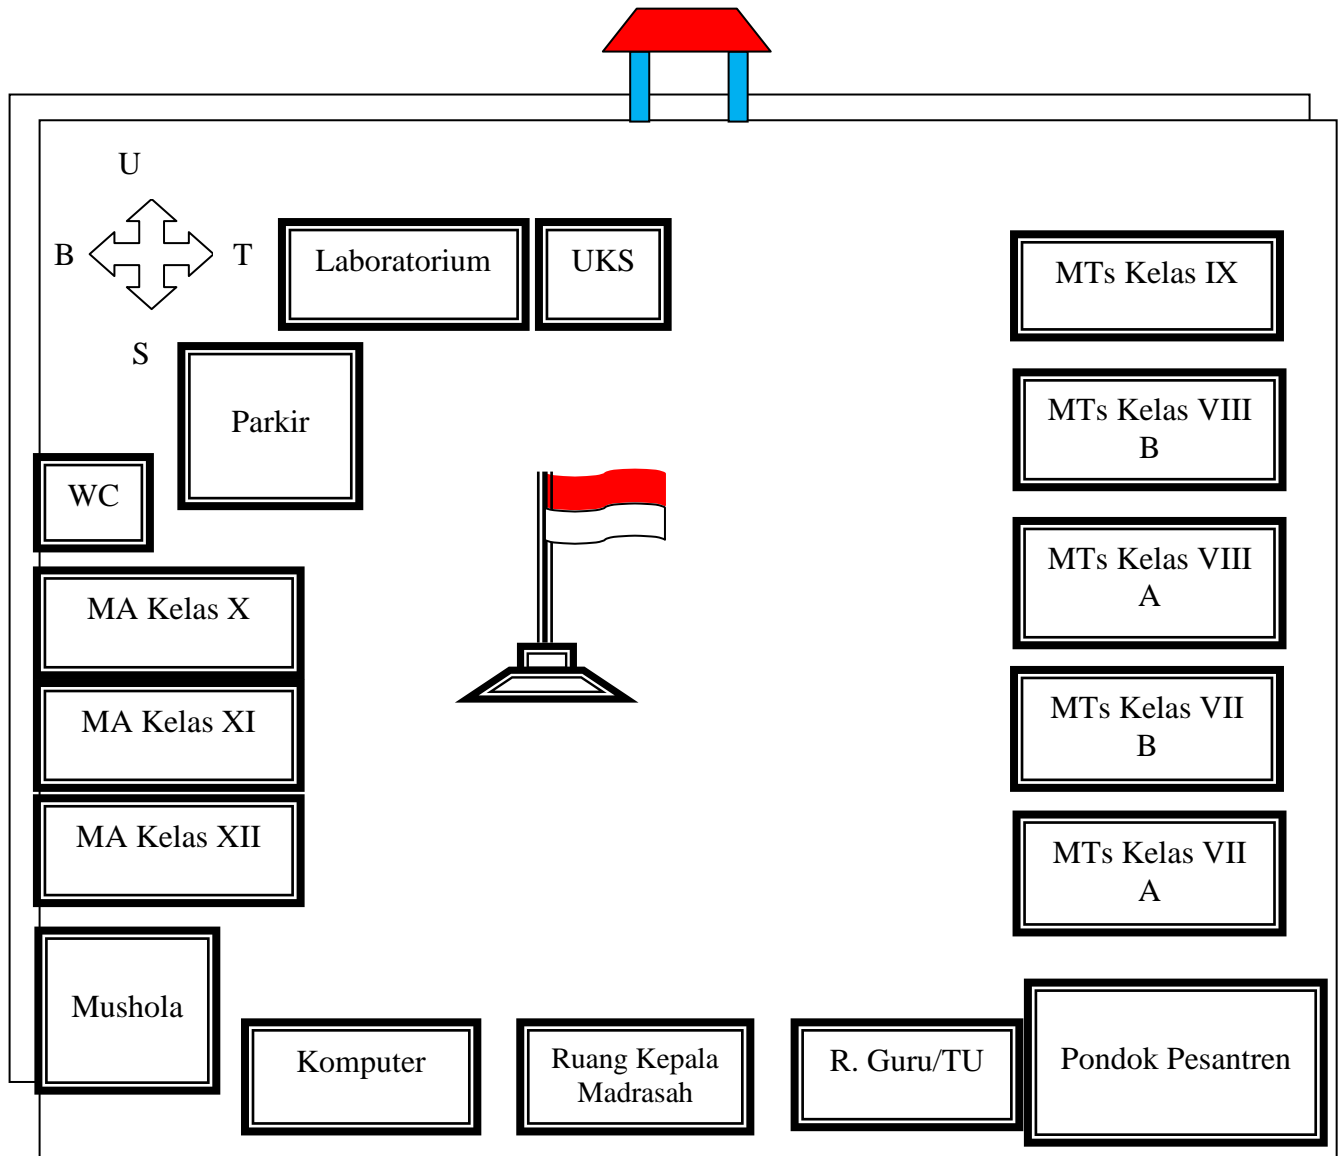 U
B
T
S
Laboratorium
UKS
MTs Kelas IX
Parkir
MTs Kelas VIII
B
WC
MTs Kelas VIII
A
MA Kelas X
MA Kelas XI
MTs Kelas VII
B
MA Kelas XII
MTs Kelas VII
A
Mushola
Komputer
Ruang Kepala
Madrasah
R. Guru/TU
Pondok Pesantren